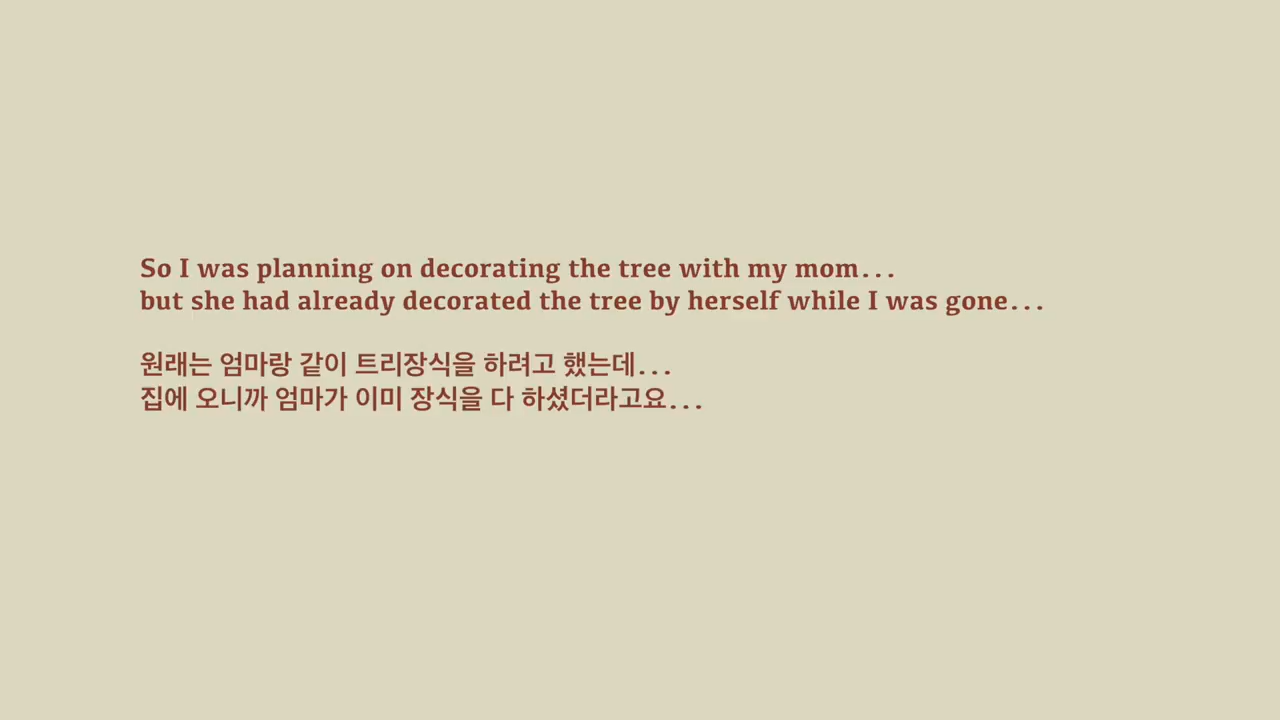 So I was planning on decorating the tree with my mom...
but she had already decorated the tree by herself while I was gone...
원래는 엄마랑 같이 트리장식을 하려고 했는데...
집에 오니까 엄마가 이미 장식을 다 하셨더라고요...